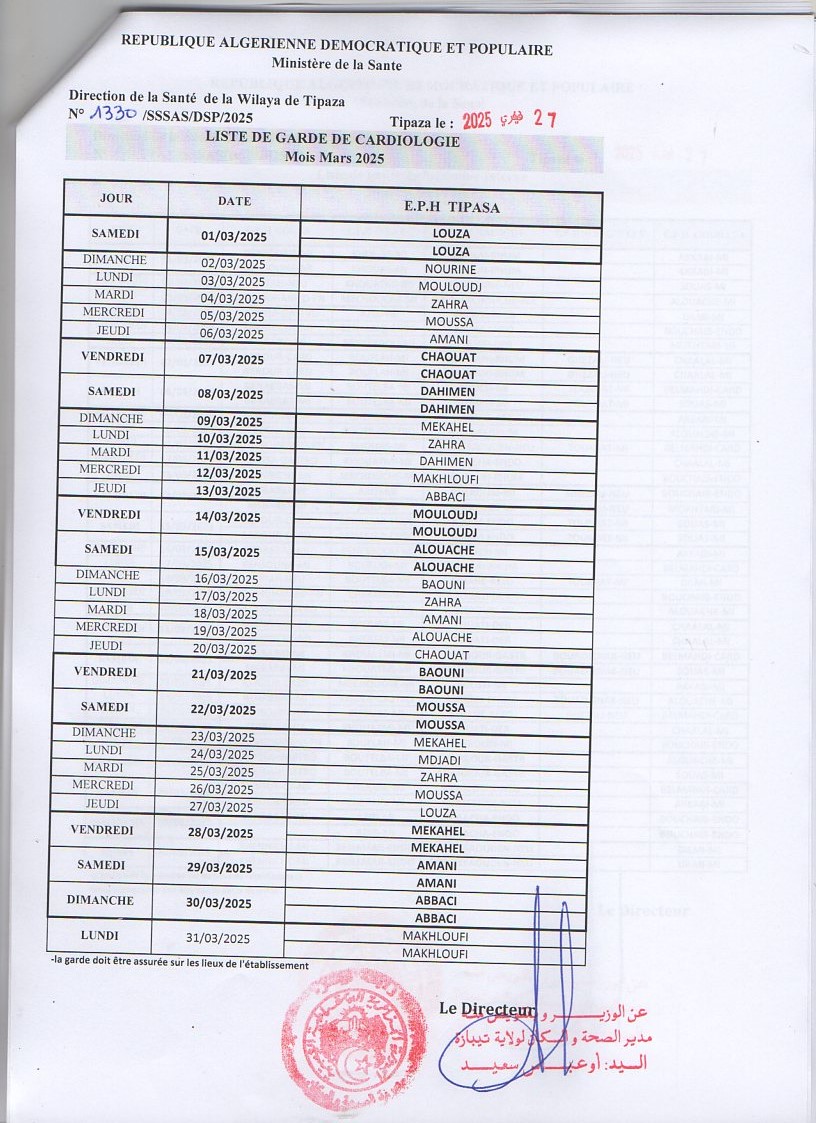 REPUBLIQUE ALGERIENNE DEMOCRATIQUE ET POPULAIRE
Ministère de la Sante
Direction de la Santé de la Wilaya de Tipaza
N° 1330 /SSSAS/DSP/2025
Tipaza le : 2025 فيفري 27
LISTE DE GARDE DE CARDIOLOGIE
Mois Mars 2025
JOUR DATE E.P.H TIPASA
SAMEDI 01/03/2025 LOUZA
LOUZA
DIMANCHE 02/03/2025 NOURINE
LUNDI 03/03/2025 MOULOUDJ
MARDI 04/03/2025 ZAHRA
MERCREDI 05/03/2025 MOUSSA
JEUDI 06/03/2025 AMANI
VENDREDI 07/03/2025 CHAOUAT
CHAOUAT
SAMEDI 08/03/2025 DAHIMEN
DAHIMEN
DIMANCHE 09/03/2025 MEKAHEL
LUNDI 10/03/2025 ZAHRA
MARDI 11/03/2025 DAHIMEN
MERCREDI 12/03/2025 MAKHLOUFI
JEUDI 13/03/2025 ABBACI
VENDREDI 14/03/2025 MOULOUDJ
MOULOUDJ
SAMEDI 15/03/2025 ALOUACHE
ALOUACHE
DIMANCHE 16/03/2025 BAOUNI
LUNDI 17/03/2025 ZAHRA
MARDI 18/03/2025 AMANI
MERCREDI 19/03/2025 ALOUACHE
JEUDI 20/03/2025 CHAOUAT
VENDREDI 21/03/2025 BAOUNI
BAOUNI
SAMEDI 22/03/2025 MOUSSA
MOUSSA
DIMANCHE 23/03/2025 MEKAHEL
LUNDI 24/03/2025 MDJADI
MARDI 25/03/2025 ZAHRA
MERCREDI 26/03/2025 MOUSSA
JEUDI 27/03/2025 LOUZA
VENDREDI 28/03/2025 MEKAHEL
MEKAHEL
SAMEDI 29/03/2025 AMANI
AMANI
DIMANCHE 30/03/2025 ABBACI
ABBACI
LUNDI 31/03/2025 MAKHLOUFI
MAKHLOUFI
-la garde doit être assurée sur les lieux de l'établissement
Le Directeur
عن الوزير و
مدير الصحة و السكان لولاية تيبازة
السيد: سعيد